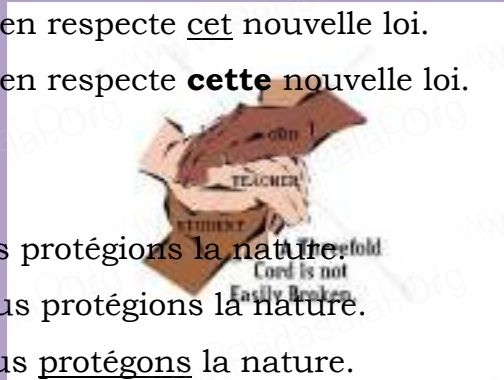 en respecte cet nouvelle loi.
en respecte cette nouvelle loi.
GOD
TEACHER
STUDENT
s protégions la nature.
A Threefold
Cord is not
Easily Broken
us protégions la nature.
us protégons la nature.